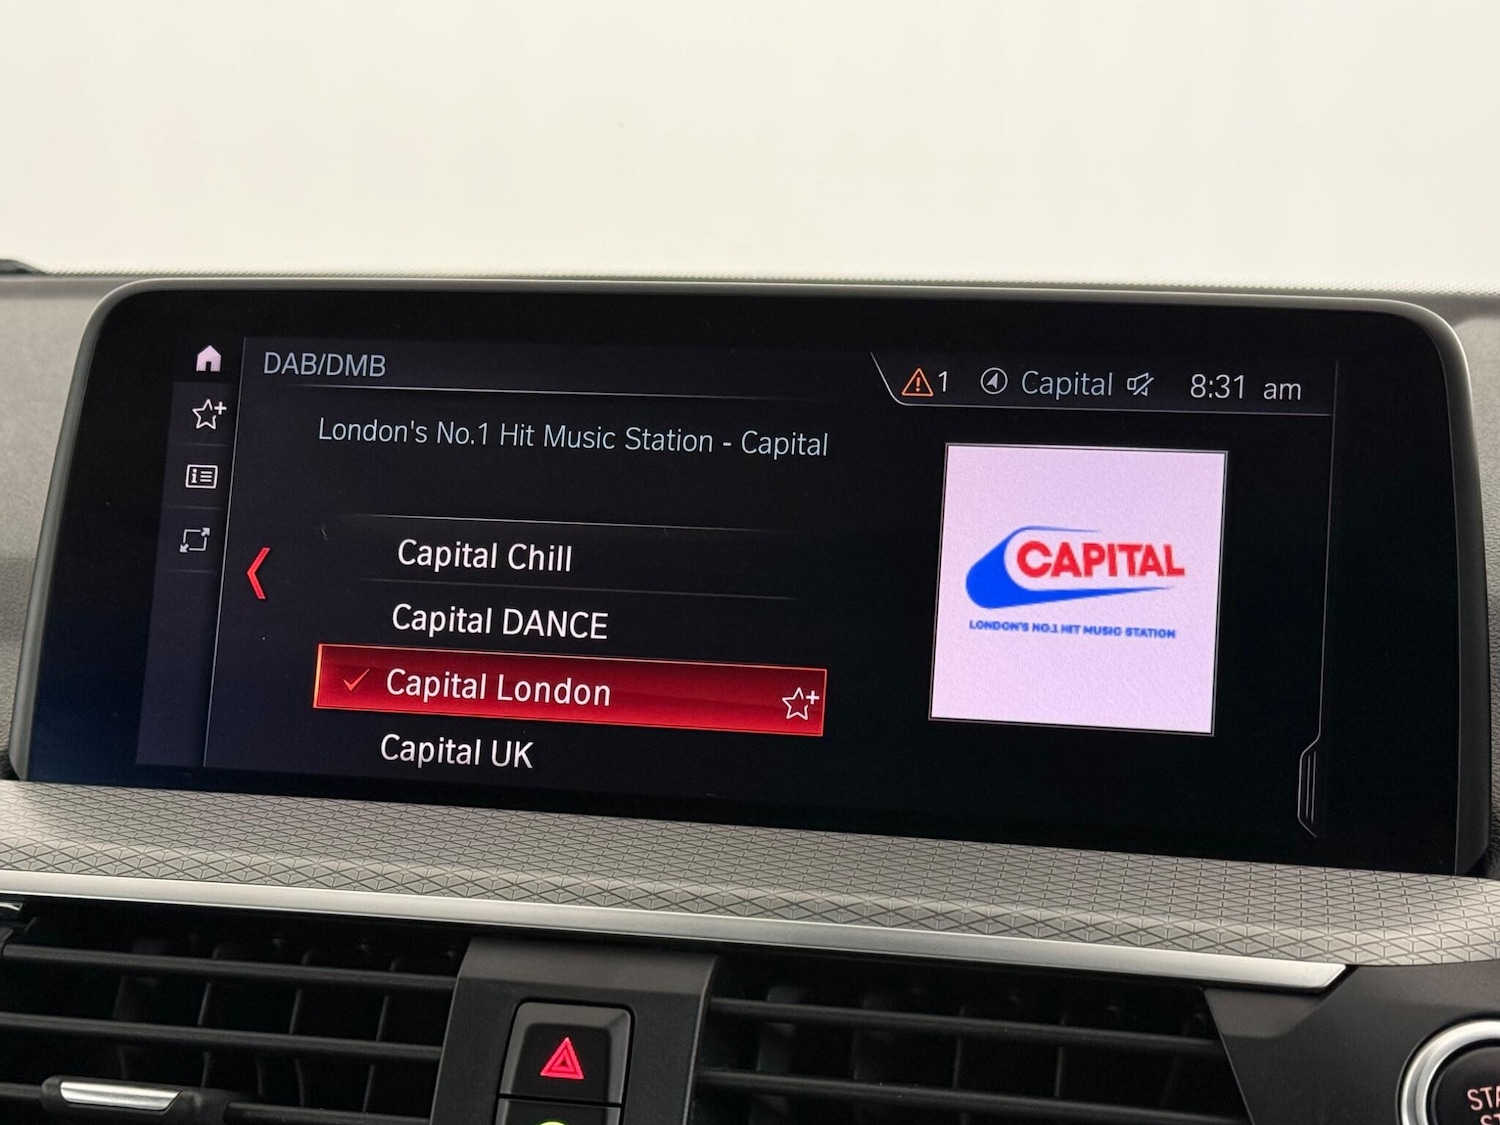 DAB/DMB
1 Capital 8:31 am
London's No.1 Hit Music Station - Capital
Capital Chill
Capital DANCE
Capital London
Capital UK
CAPITAL
LONDON'S NO.1 HIT MUSIC STATION